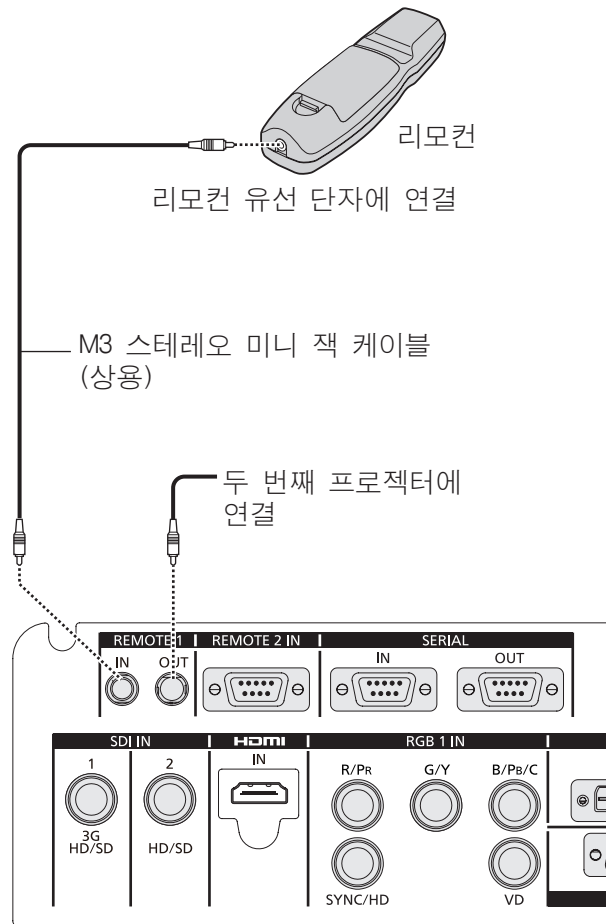 리모컨
리모컨 유선 단자에 연결
M3 스테레오 미니 잭 케이블
(상용)
두 번째 프로젝터에
연결
REMOTE 1 REMOTE 2 IN SERIAL
IN OUT IN OUT
SDI IN HDMI RGB 1 IN
1 2 IN R/PR G/Y B/PB/C
3G
HD/SD HD/SD
SYNC/HD VD